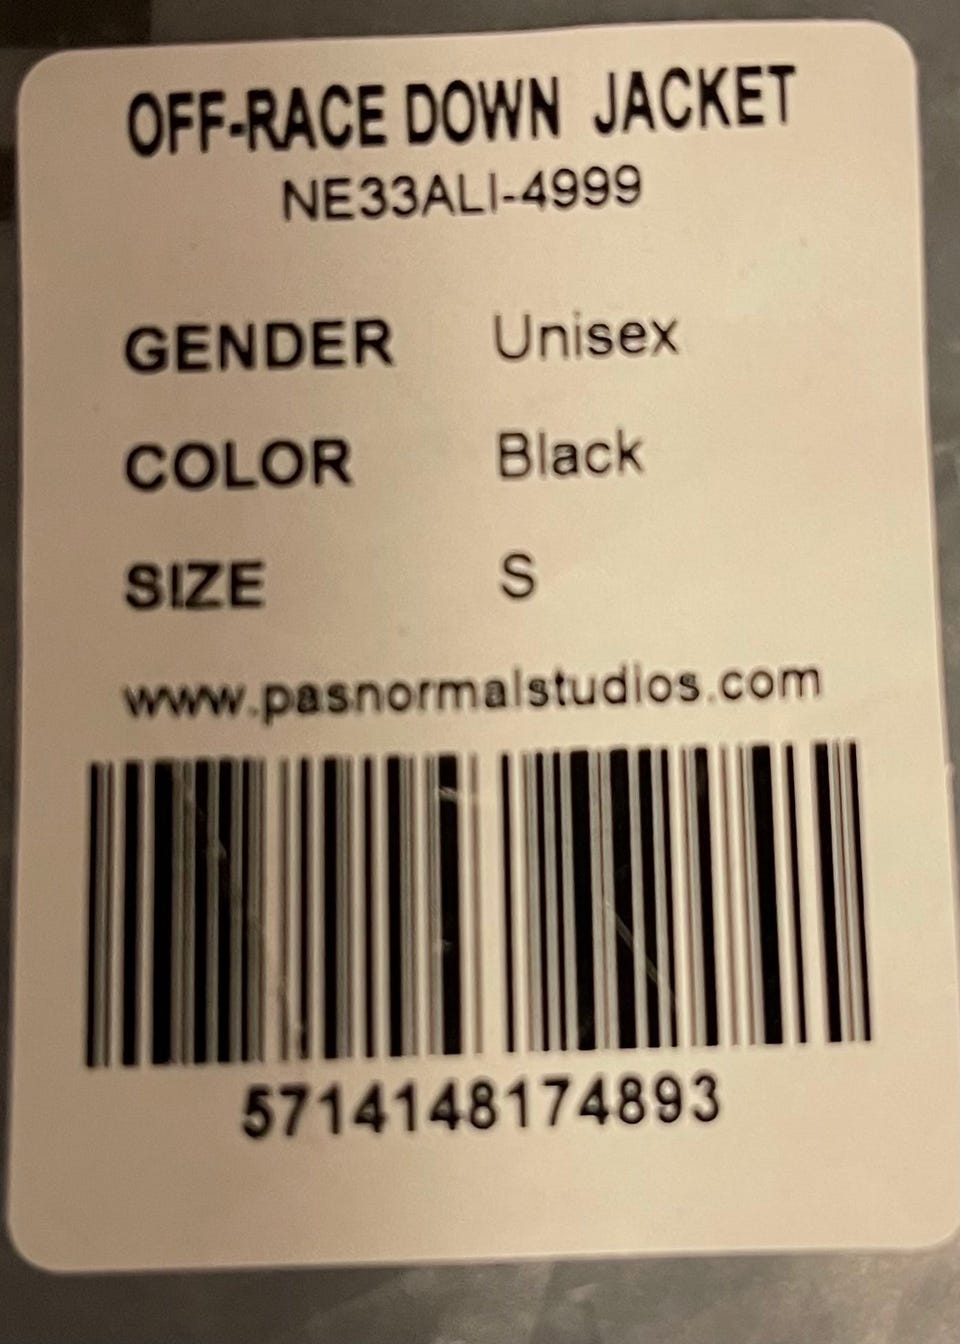 OFF-RACE DOWN JACKET
NE33ALI-4999
GENDER Unisex
COLOR Black
SIZE S
www.pasnormalstudios.com
5714148174893